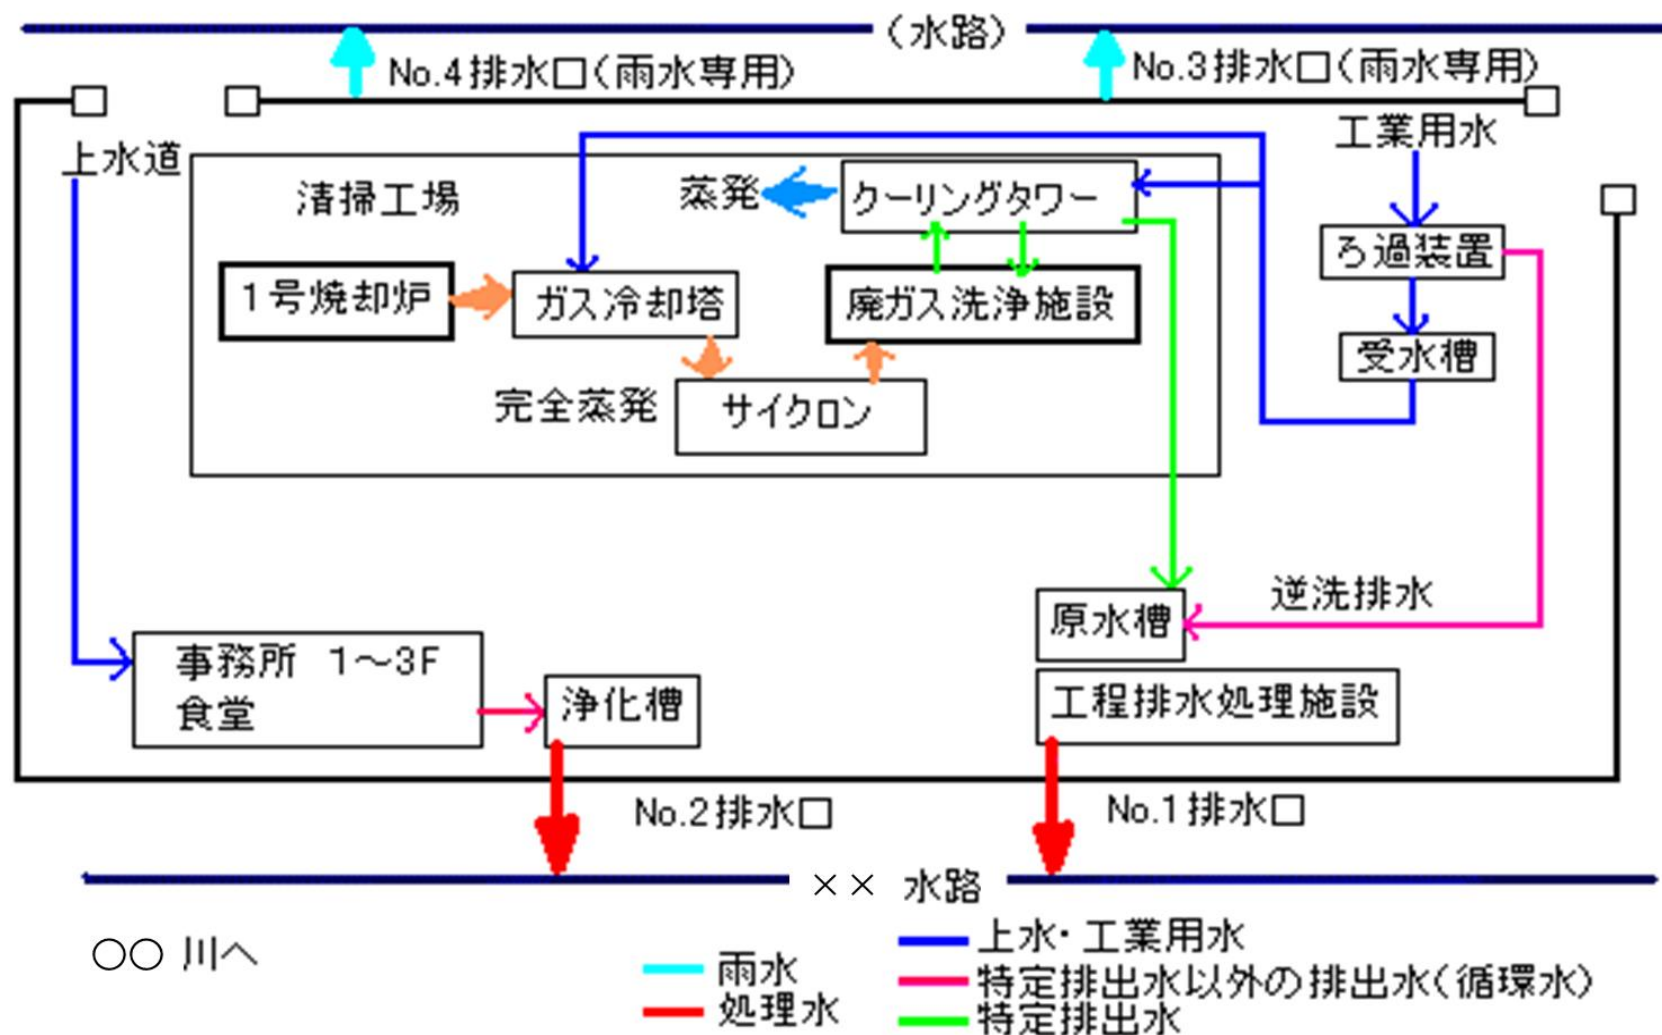 （水路）
No.4排水口（雨水専用）
No.3排水口（雨水専用）
上水道
工業用水
清掃工場
蒸発
クーリングタワー
ろ過装置
1号焼却炉
ガス冷却塔
廃ガス洗浄施設
受水槽
完全蒸発
サイクロン
原水槽
逆洗排水
事務所 1～3F
食堂
浄化槽
工程排水処理施設
No.2排水口
No.1排水口
×× 水路
○○ 川へ
雨水
処理水
上水・工業用水
特定排出水以外の排出水（循環水）
特定排出水